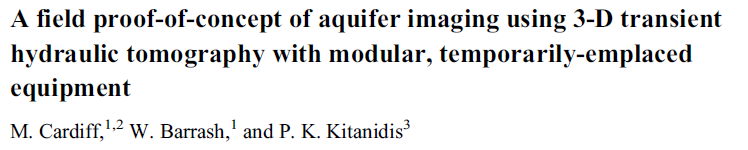 A field proof-of-concept of aquifer imaging using 3-D transient
hydraulic tomography with modular, temporarily-emplaced
equipment
M. Cardiff,1,2 W. Barrash,1 and P. K. Kitanidis3